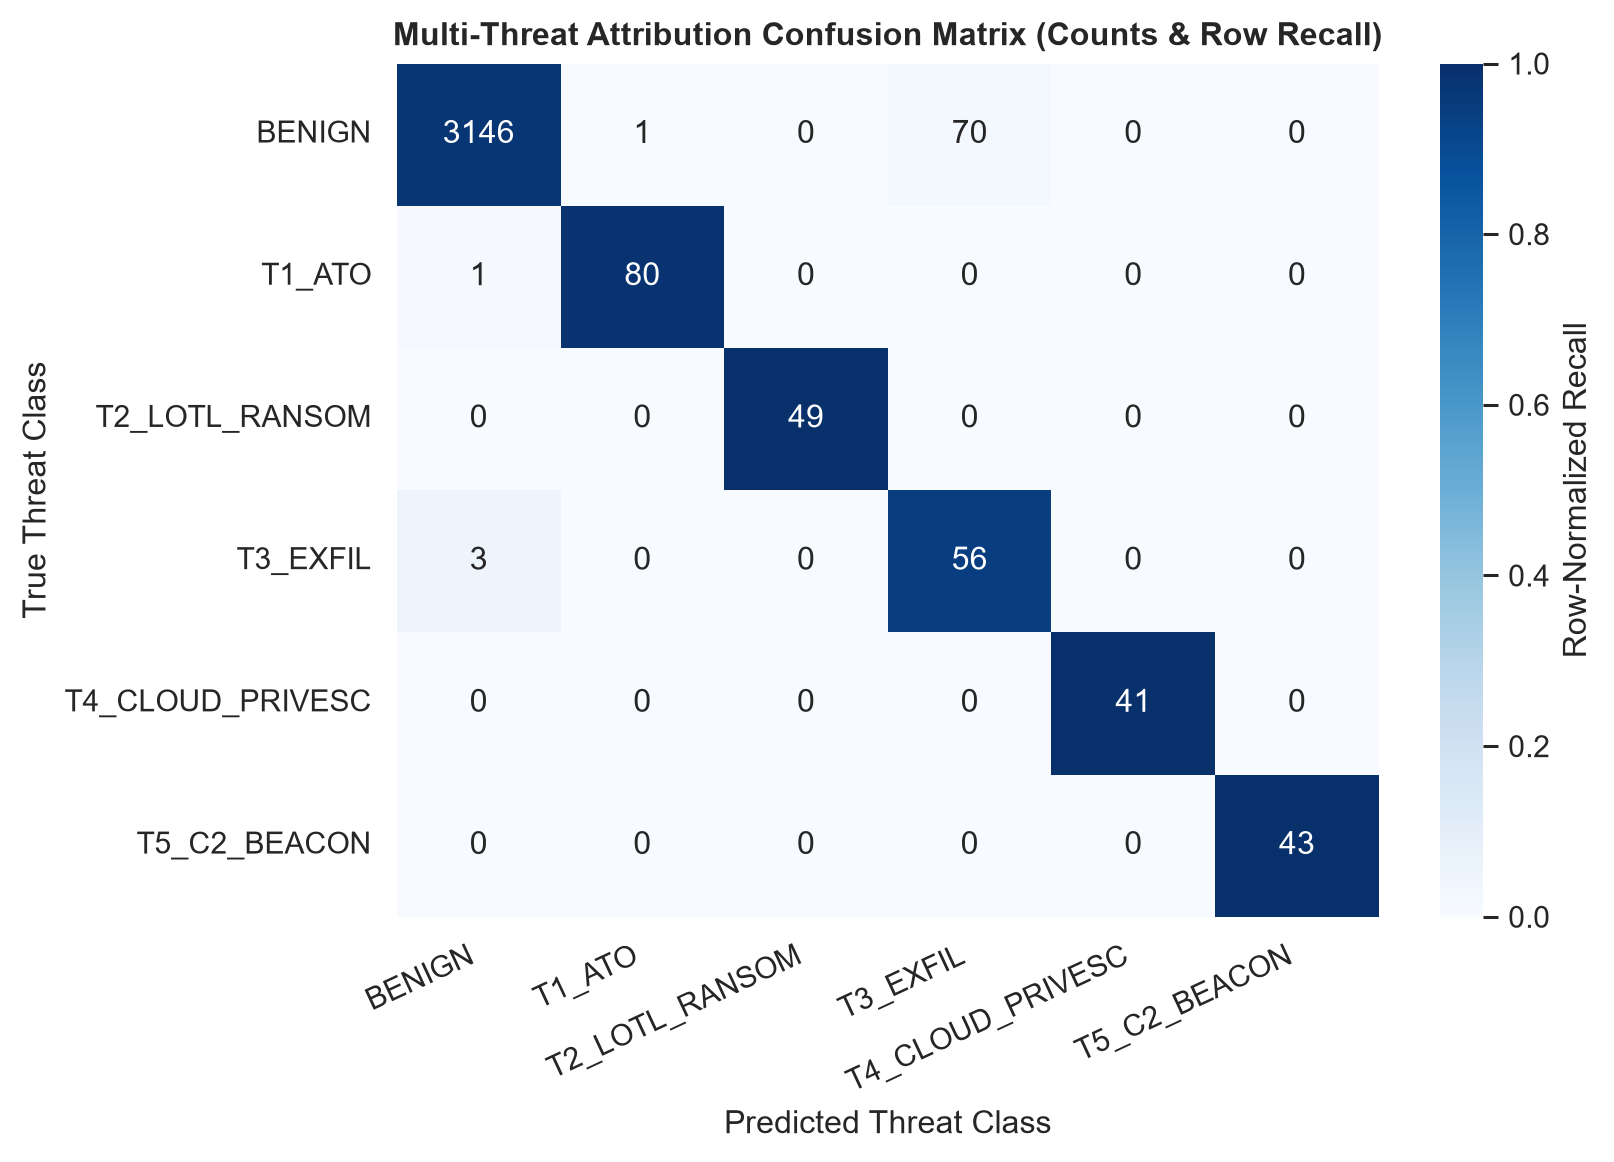 Multi-Threat Attribution Confusion Matrix (Counts & Row Recall)
BENIGN 3146 1 0 70 0 0
T1_ATO 1 80 0 0 0 0
T2_LOTL_RANSOM 0 0 49 0 0 0
T3_EXFIL 3 0 0 56 0 0
T4_CLOUD_PRIVESC 0 0 0 0 41 0
T5_C2_BEACON 0 0 0 0 0 43
True Threat Class
BENIGN
T1_ATO
T2_LOTL_RANSOM
T3_EXFIL
T4_CLOUD_PRIVESC
T5_C2_BEACON
Predicted Threat Class
1.0
0.8
0.6
0.4
0.2
0.0
Row-Normalized Recall